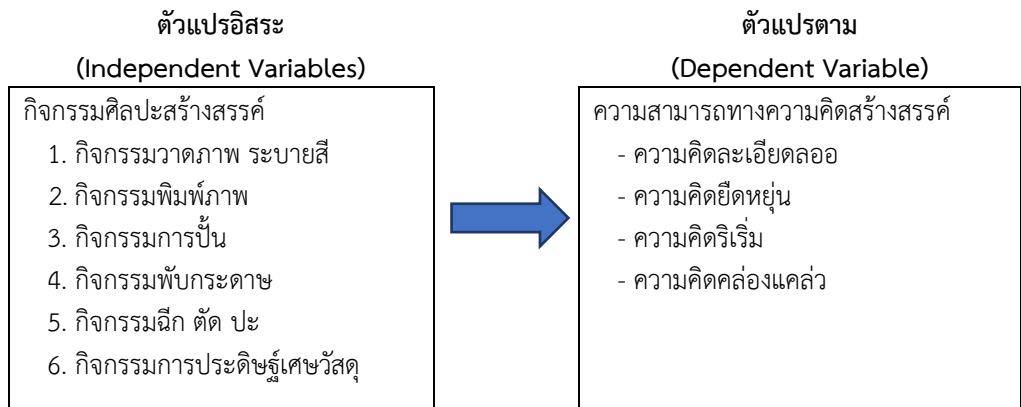 ตัวแปรอิสระ
(Independent Variables)
กิจกรรมศิลปะสร้างสรรค์
1. กิจกรรมวาดภาพ ระบายสี
2. กิจกรรมพิมพ์ภาพ
3. กิจกรรมการปั้น
4. กิจกรรมพับกระดาษ
5. กิจกรรมฉีก ตัด ปะ
6. กิจกรรมการประดิษฐ์เศษวัสดุ
ตัวแปรตาม
(Dependent Variable)
ความสามารถทางความคิดสร้างสรรค์
- ความคิดละเอียดลออ
- ความคิดยืดหยุ่น
- ความคิดริเริ่ม
- ความคิดคล่องแคล่ว